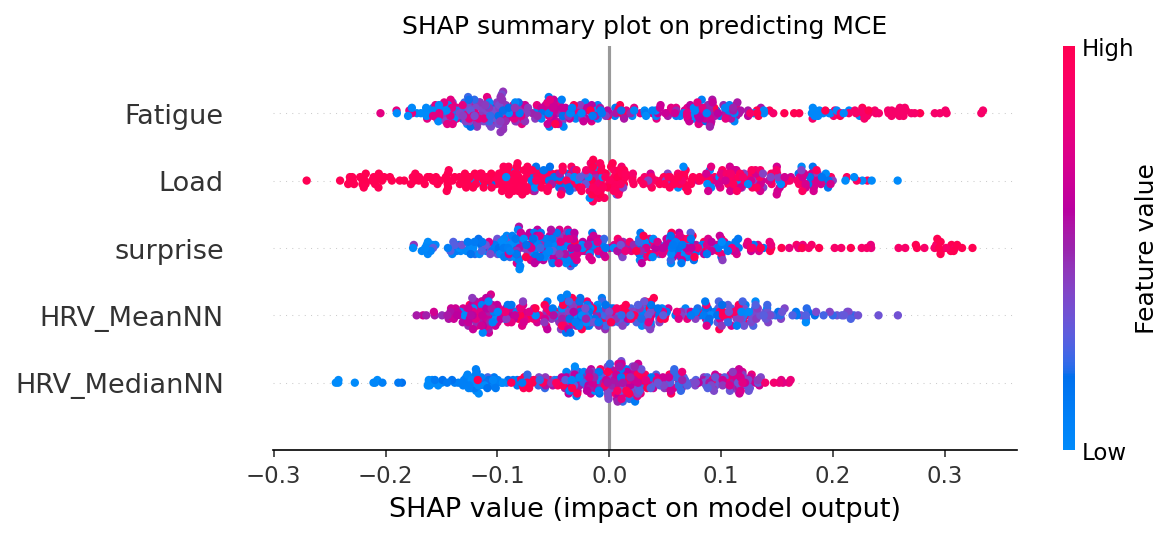 SHAP summary plot on predicting MCE
High
Fatigue
Load
surprise
HRV_MeanNN
HRV_MedianNN
Feature value
Low
−0.3 −0.2 −0.1 0.0 0.1 0.2 0.3
SHAP value (impact on model output)